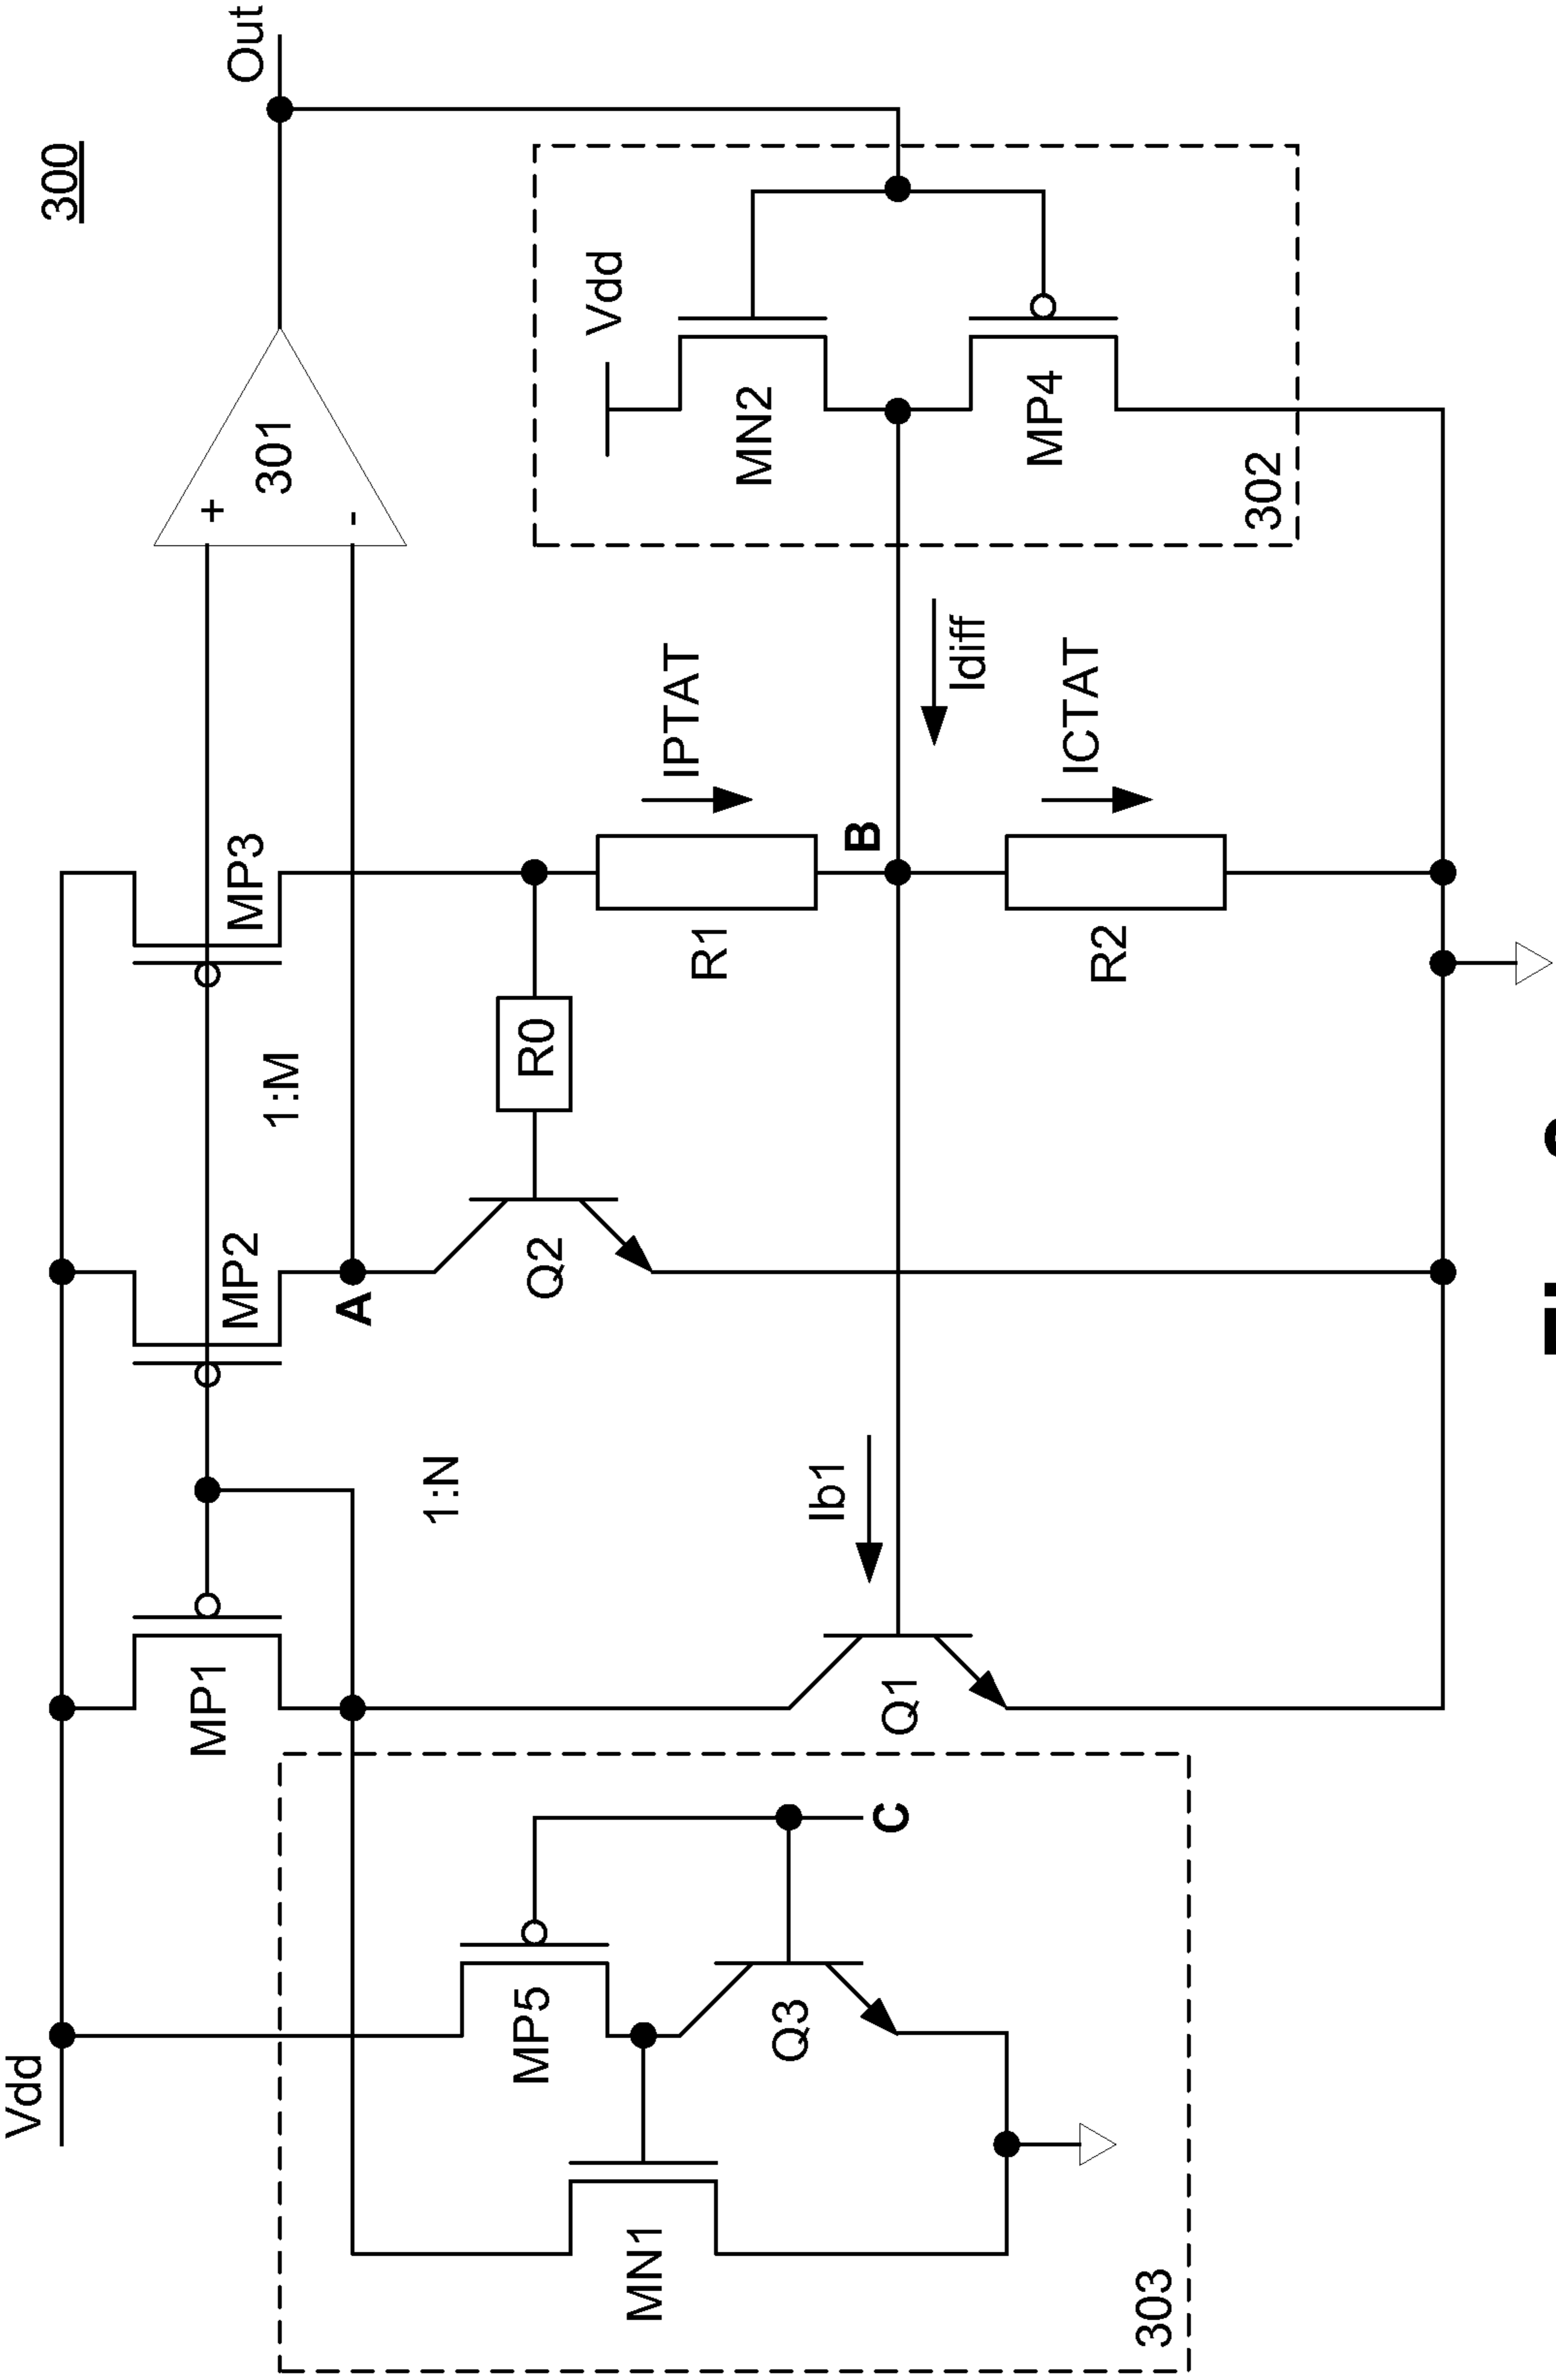 300
Vdd
MP1
MP2
MP3
1:N
1:M
A
+
-
301
Out
303
MN1
MP5
Q3
C
Q1
Ib1
Q2
R0
R1
IPTAT
B
Idiff
R2
ICTAT
302
Vdd
MN2
MP4